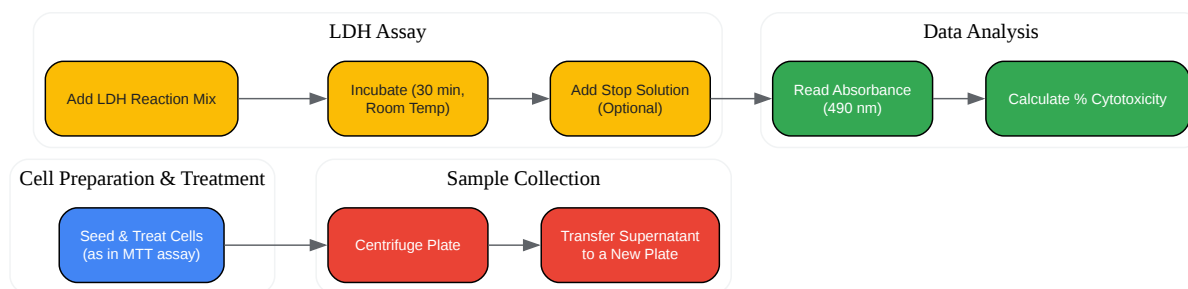 LDH Assay
Add LDH Reaction Mix
Incubate (30 min,
Room Temp)
Add Stop Solution
(Optional)
Data Analysis
Read Absorbance
(490 nm)
Calculate % Cytotoxicity
Cell Preparation & Treatment
Seed & Treat Cells
(as in MTT assay)
Sample Collection
Centrifuge Plate
Transfer Supernatant
to a New Plate